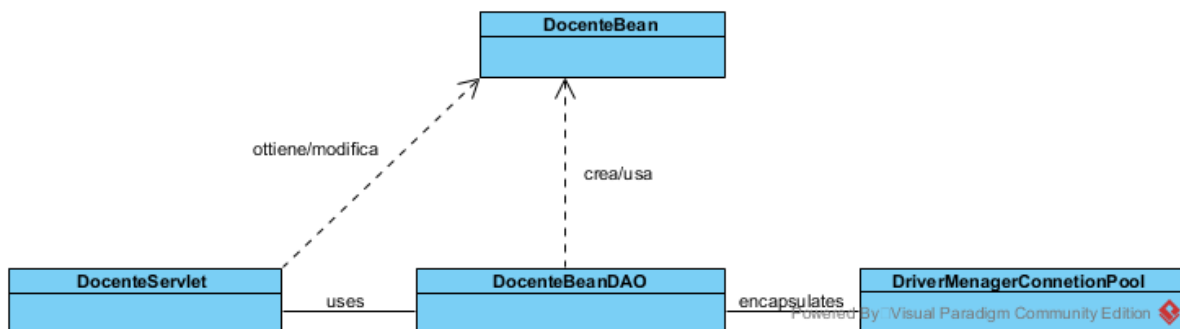 DocenteBean
ottiene/modifica
crea/usa
DocenteServlet
uses
DocenteBeanDAO
encapsulates
DriverMenagerConnetionPool
Powered By Visual Paradigm Community Edition